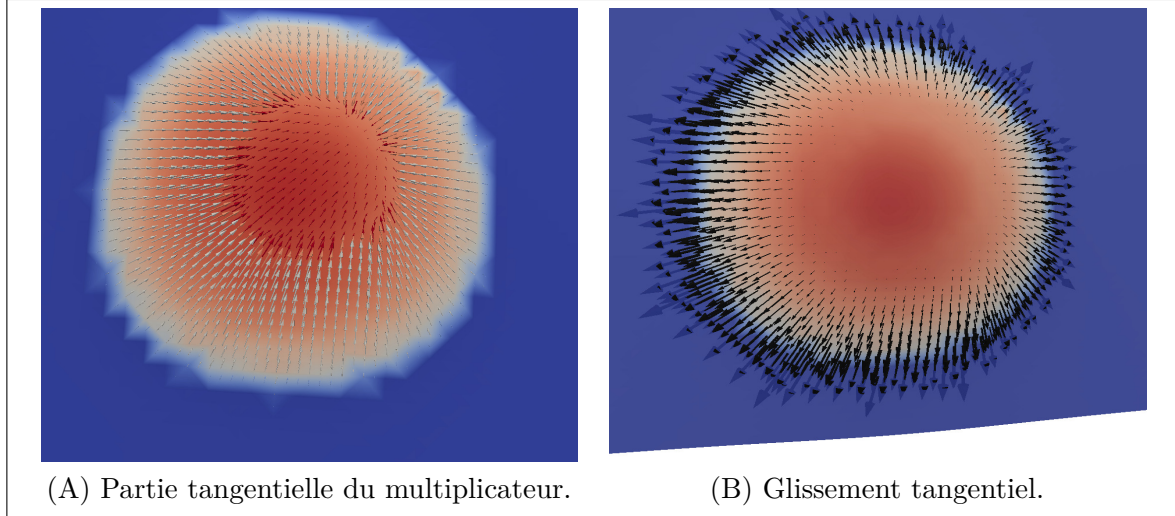 (A) Partie tangentielle du multiplicateur.
(B) Glissement tangentiel.